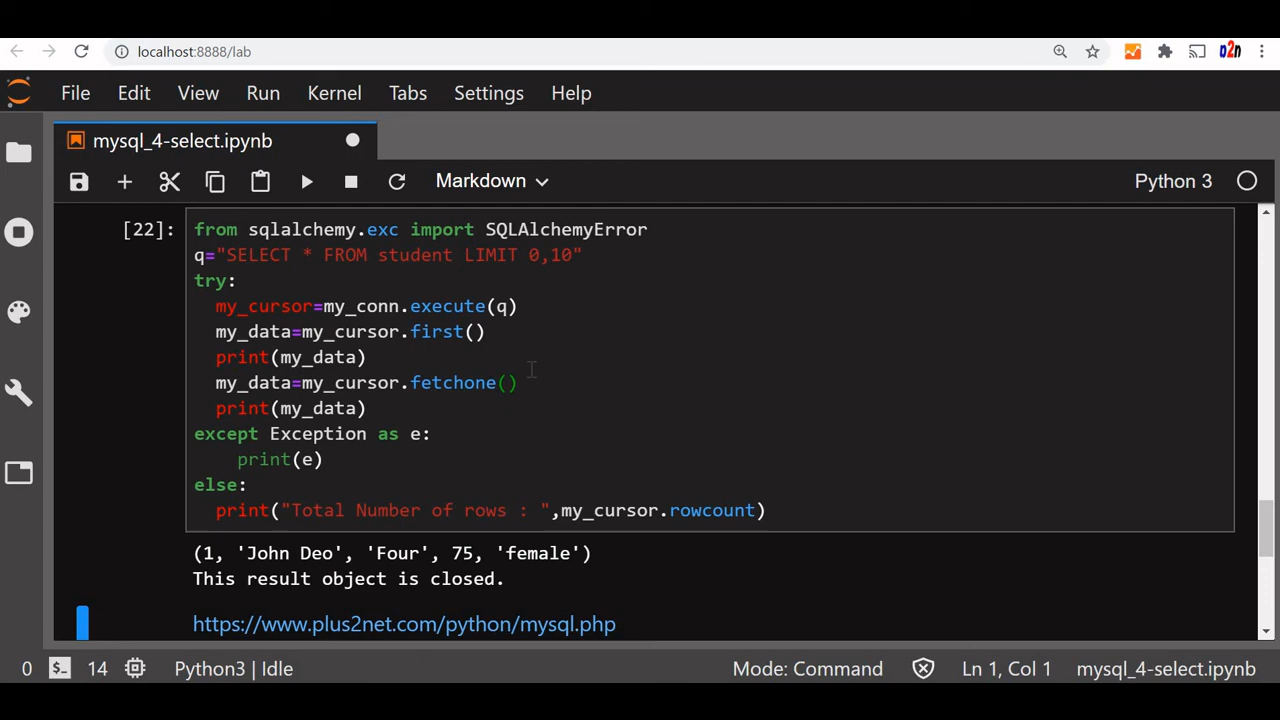 localhost:8888/lab
File Edit View Run Kernel Tabs Settings Help
mysql_4-select.ipynb
Markdown Python 3
[22]:
from sqlalchemy.exc import SQLAlchemyError
q="SELECT * FROM student LIMIT 0,10"
try:
  my_cursor=my_conn.execute(q)
  my_data=my_cursor.first()
  print(my_data)
  my_data=my_cursor.fetchone()
  print(my_data)
except Exception as e:
    print(e)
else:
  print("Total Number of rows : ",my_cursor.rowcount)
(1, 'John Deo', 'Four', 75, 'female')
This result object is closed.
https://www.plus2net.com/python/mysql.php
0 14 Python3 | Idle Mode: Command Ln 1, Col 1 mysql_4-select.ipynb